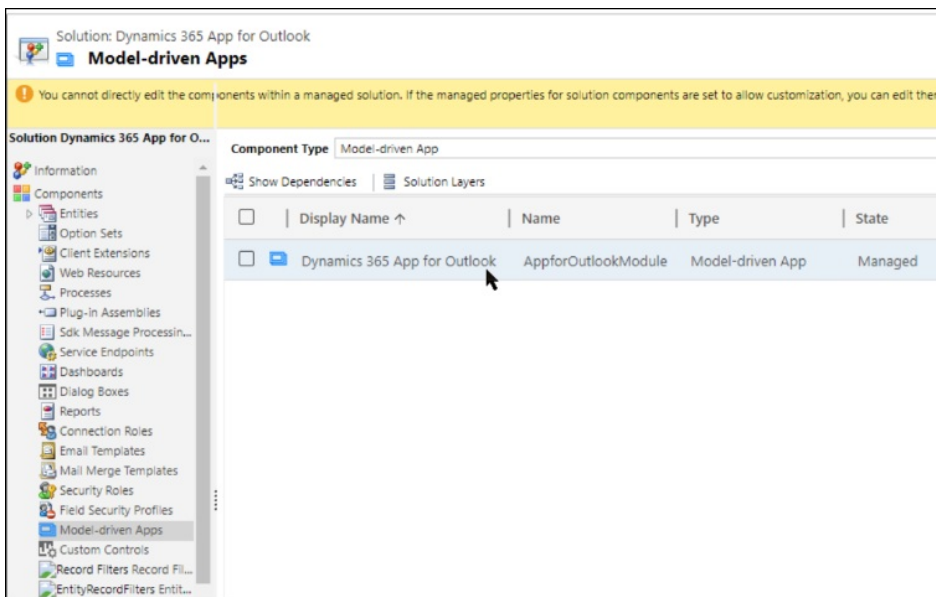 Solution: Dynamics 365 App for Outlook
Model-driven Apps
You cannot directly edit the components within a managed solution. If the managed properties for solution components are set to allow customization, you can edit
Solution Dynamics 365 App for O...
Information
Components
Entities
Option Sets
Client Extensions
Web Resources
Processes
Plug-in Assemblies
Sdk Message Processin...
Service Endpoints
Dashboards
Dialog Boxes
Reports
Connection Roles
Email Templates
Mail Merge Templates
Security Roles
Field Security Profiles
Model-driven Apps
Custom Controls
Record Filters Record Fil...
EntityRecordFilters Entit...
Component Type Model-driven App
Show Dependencies Solution Layers
Display Name ↑ Name Type State
Dynamics 365 App for Outlook AppforOutlookModule Model-driven App Managed